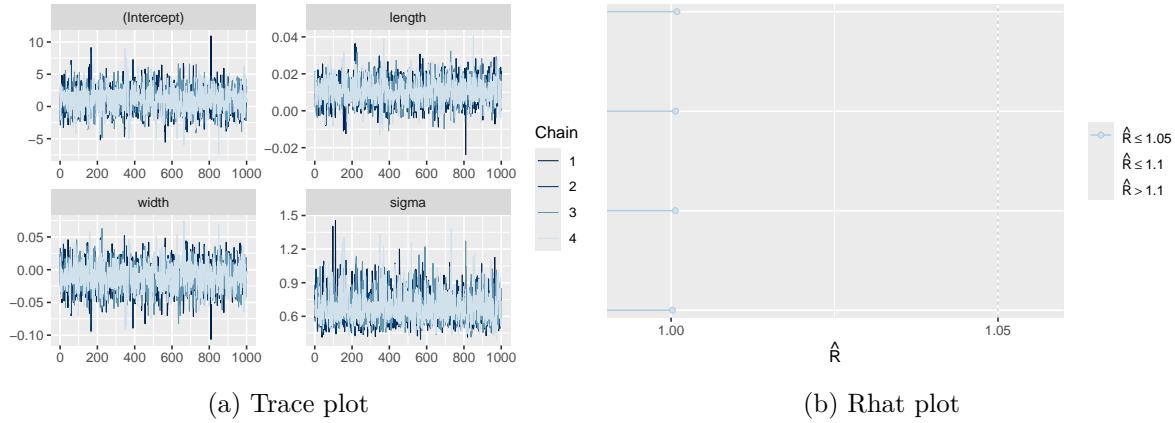 (Intercept)
length
10
5
0
−5
0 200 400 600 800 1000
0.04
0.02
0.00
−0.02
0 200 400 600 800 1000
width
sigma
0.05
0.00
−0.05
−0.10
0 200 400 600 800 1000
1.5
1.2
0.9
0.6
0 200 400 600 800 1000
Chain
1
2
3
4
(a) Trace plot
1.00 1.05
R̂
R̂ ≤ 1.05
R̂ ≤ 1.1
R̂ > 1.1
(b) Rhat plot